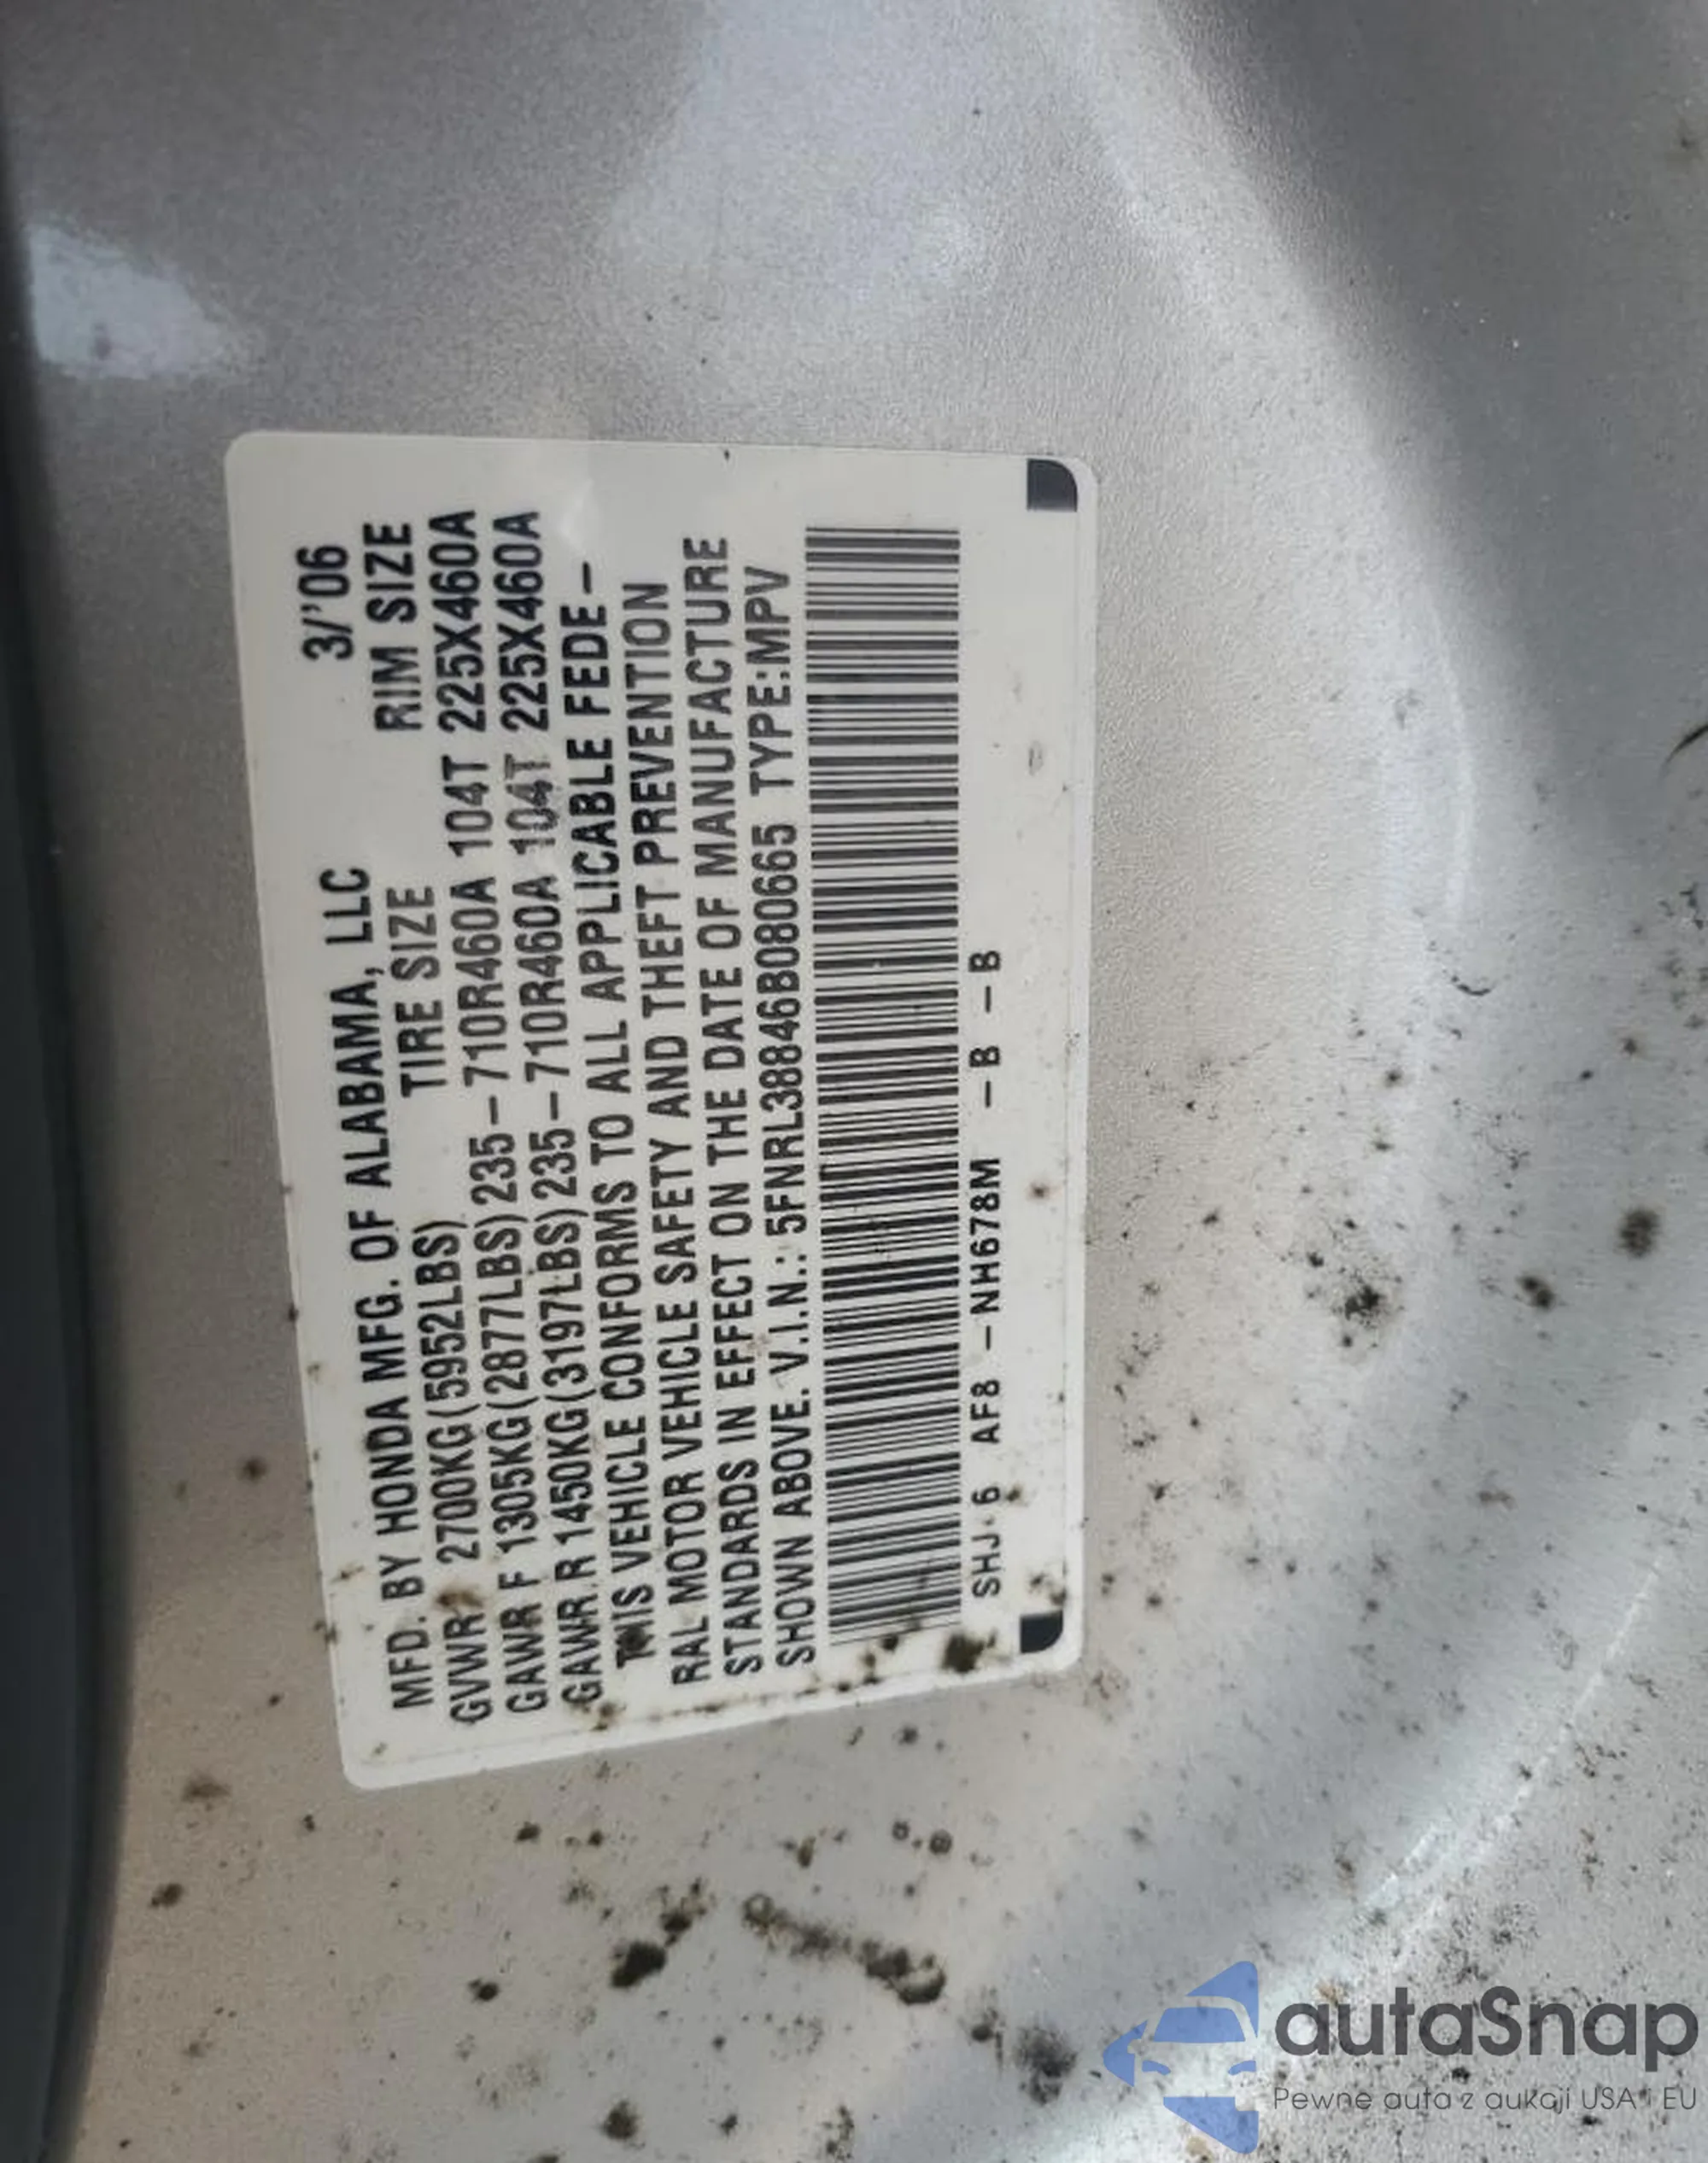 MFD. BY HONDA MFG. OF ALABAMA, LLC 3/'06
TIRE SIZE RIM SIZE
GVWR 2700KG(5952LBS)
GAWR F 1305KG(2877LBS)235-710R460A 104T 225X460A
GAWR R 1450KG(3197LBS)235-710R460A 104T 225X460A
THIS VEHICLE CONFORMS TO ALL APPLICABLE FEDE-
RAL MOTOR VEHICLE SAFETY AND THEFT PREVENTION
STANDARDS IN EFFECT ON THE DATE OF MANUFACTURE
SHOWN ABOVE. V.I.N.: 5FNRL38846B080665 TYPE:MPV
SHJ 6 AF8 -NH678M -B -B
autaSnap
Pewne auta z aukcji USA i EU